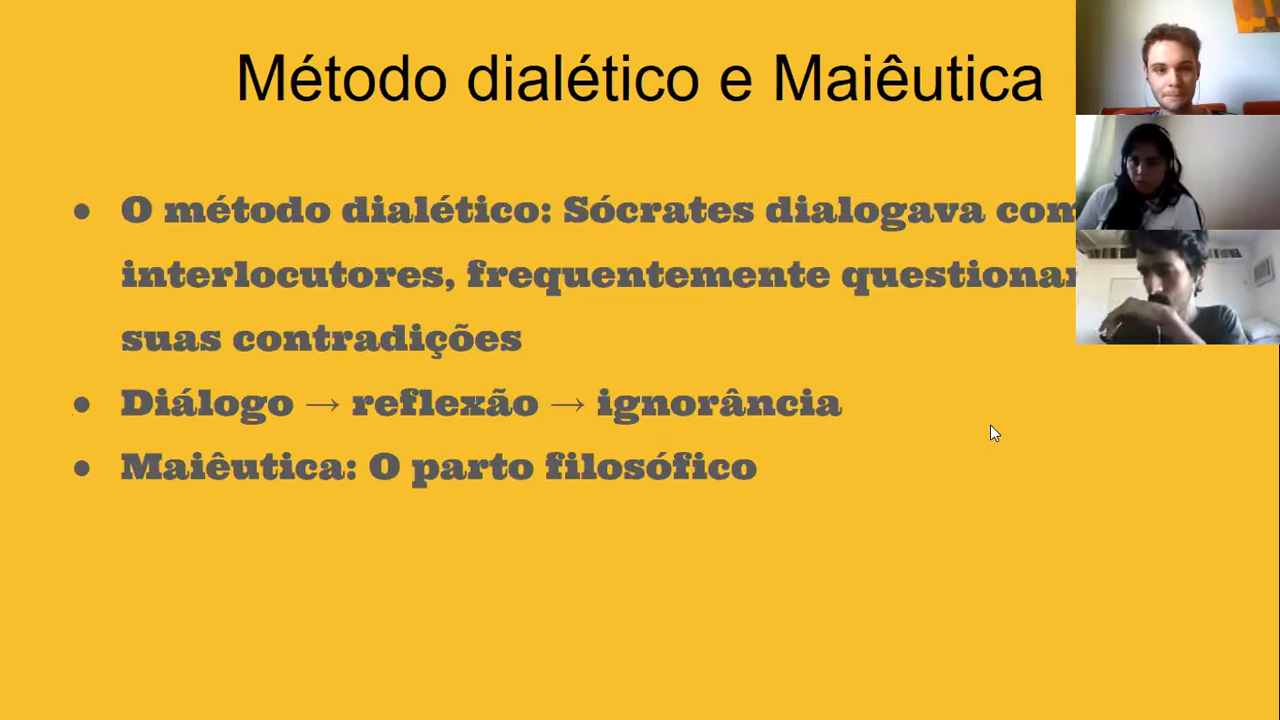 Método dialético e Maiêutica
• O método dialético: Sócrates dialogava com
interlocutores, frequentemente
suas contradições
• Diálogo → reflexão → ignorância
• Maiêutica: O parto filosófico